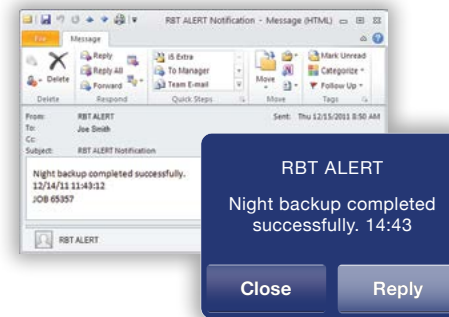 RBT ALERT Notification - Message (HTML)
File Message
Delete
Reply
Reply All
Forward
iS Extra
To Manager
Team E-mail
Move
Mark Unread
Categorize
Follow Up
Delete Respond Quick Steps Move Tags
From: RBT ALERT Sent: Thu 12/15/2011 8:50 AM
To: Joe Smith
Cc:
Subject: RBT ALERT Notification
Night backup completed successfully.
12/14/11 11:43:12
JOB 65357
RBT ALERT
RBT ALERT
Night backup completed
successfully. 14:43
Close Reply